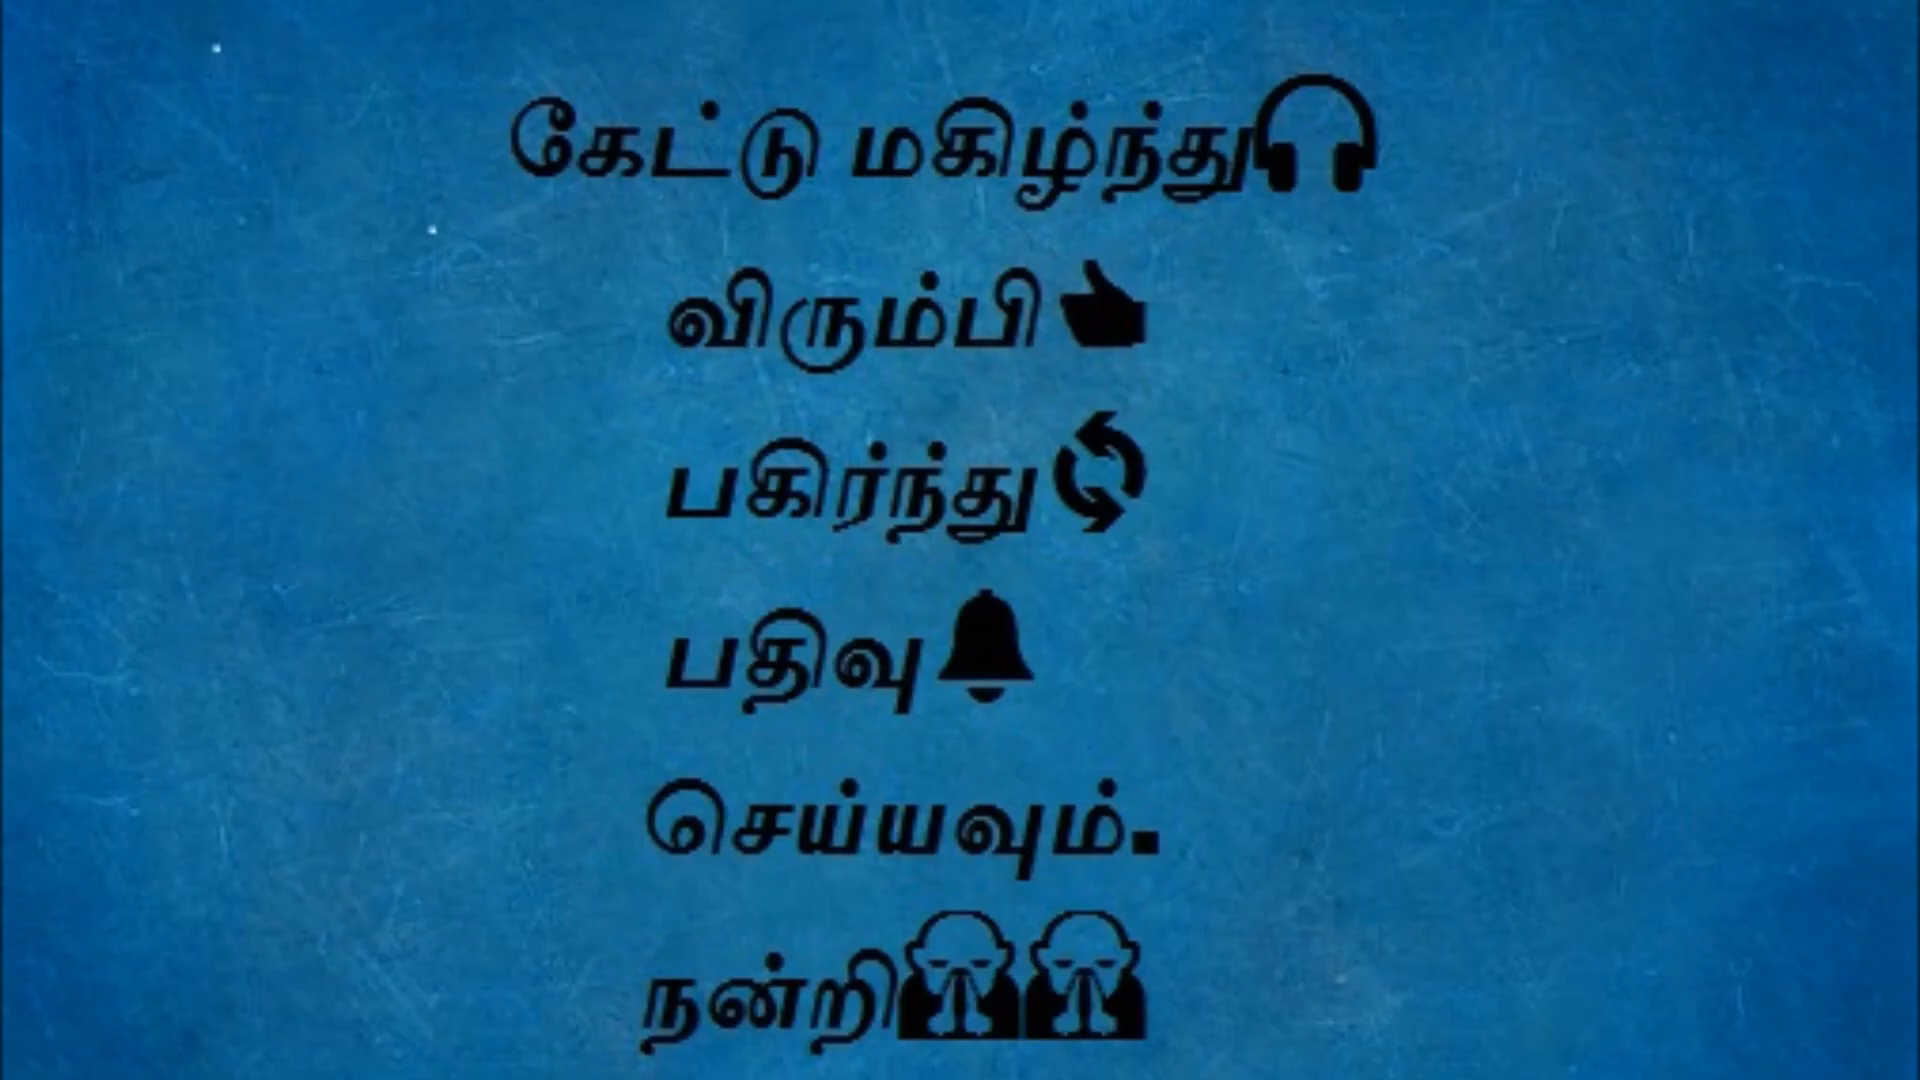 கேட்டு மகிழ்ந்து🎧
விரும்பி👍
பகிர்ந்து🔄
பதிவு🔔
செய்யவும்.
நன்றி🙏🙏